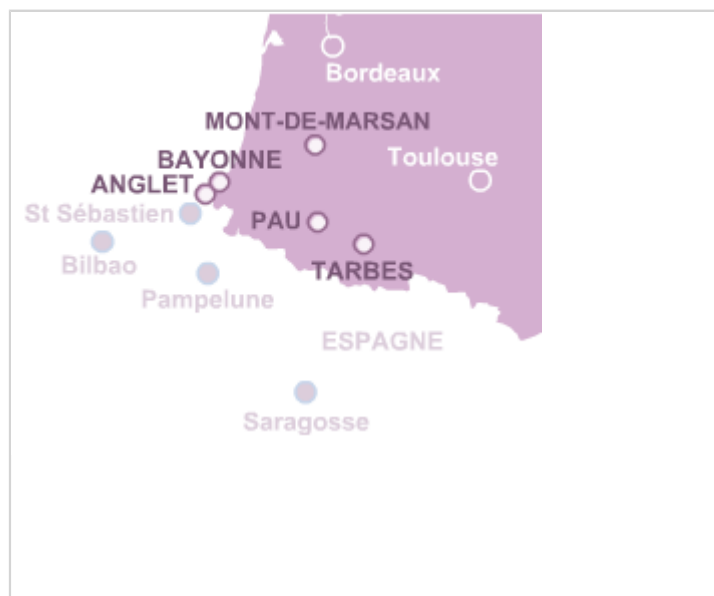 Bordeaux
MONT-DE-MARSAN
BAYONNE
Toulouse
ANGLET
St Sébastien
PAU
Bilbao
TARBES
Pampelune
ESPAGNE
Saragosse